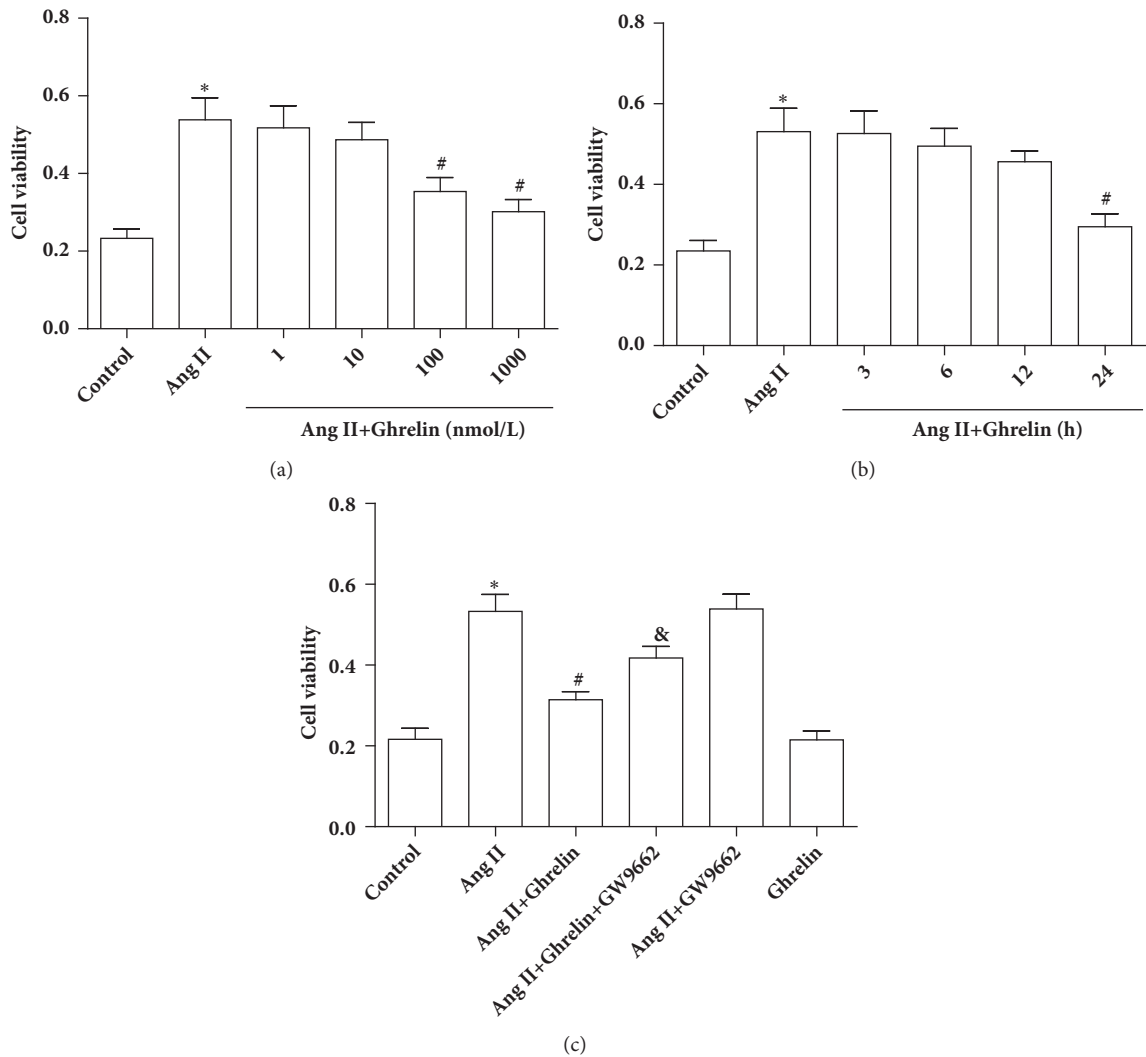 0.8
0.6
0.4
0.2
0.0
Cell viability
*
#
#
Control
Ang II
1
10
100
1000
Ang II+Ghrelin (nmol/L)
(a)
0.8
0.6
0.4
0.2
0.0
Cell viability
*
#
Control
Ang II
3
6
12
24
Ang II+Ghrelin (h)
(b)
0.8
0.6
0.4
0.2
0.0
Cell viability
*
#
&
Control
Ang II
Ang II+Ghrelin
Ang II+Ghrelin+GW9662
Ang II+GW9662
Ghrelin
(c)